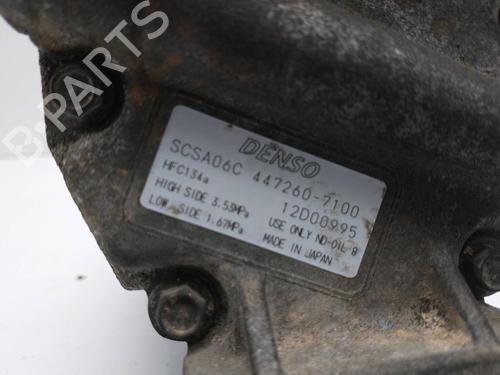 B-PARTS
DENSO
SCSA06C 447260-7100
HFC134a 12D00995
HIGH SIDE 3.53MPa USE ONLY ND-OIL 8
LOW SIDE 1.67MPa MADE IN JAPAN